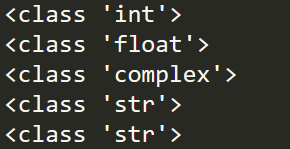 <class 'int'>
<class 'float'>
<class 'complex'>
<class 'str'>
<class 'str'>